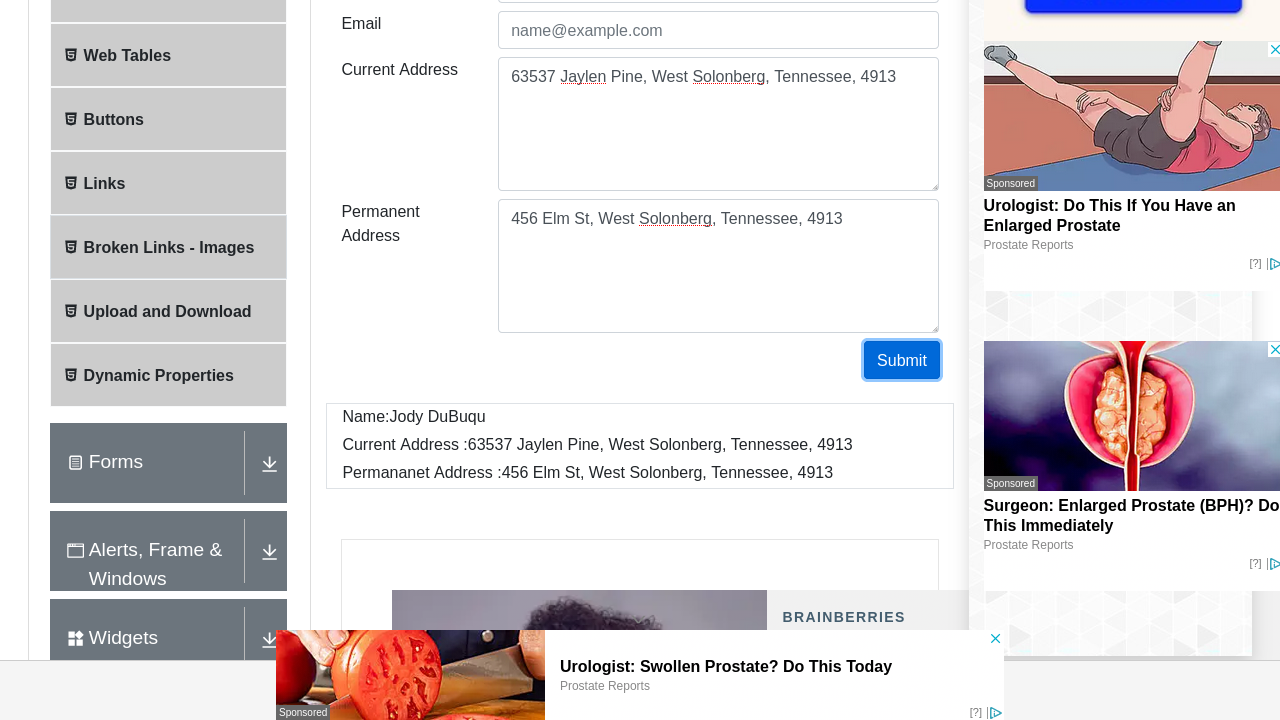 Web Tables
Buttons
Links
Broken Links - Images
Upload and Download
Dynamic Properties
Forms
Alerts, Frame &
Windows
Widgets
Email
name@example.com
Current Address
63537 Jaylen Pine, West Solonberg, Tennessee, 4913
Permanent
Address
456 Elm St, West Solonberg, Tennessee, 4913
Submit
Name:Jody DuBuqu
Current Address :63537 Jaylen Pine, West Solonberg, Tennessee, 4913
Permananet Address :456 Elm St, West Solonberg, Tennessee, 4913
BRAINBERRIES
Sponsored
Urologist: Do This If You Have an
Enlarged Prostate
Prostate Reports
[?]
Sponsored
Surgeon: Enlarged Prostate (BPH)? Do
This Immediately
Prostate Reports
[?]
Sponsored
Urologist: Swollen Prostate? Do This Today
Prostate Reports
[?]